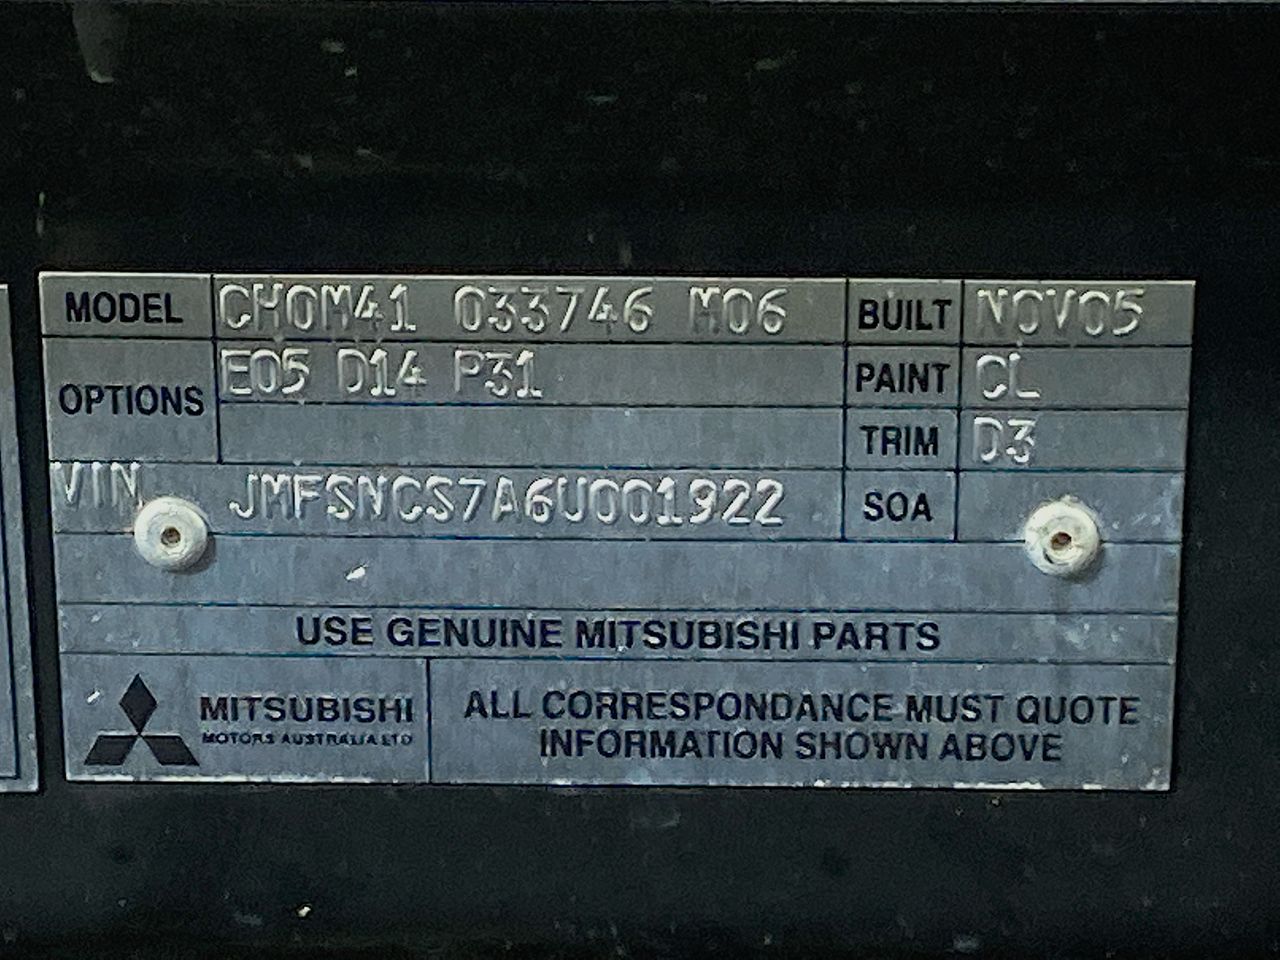 MODEL CH0M41 033746 M06 BUILT NOV05
OPTIONS E05 D14 P31 PAINT CL
TRIM D3
VIN JMFSNCS7A6U001922 SOA
USE GENUINE MITSUBISHI PARTS
MITSUBISHI
MOTORS AUSTRALIA LTD
ALL CORRESPONDANCE MUST QUOTE
INFORMATION SHOWN ABOVE